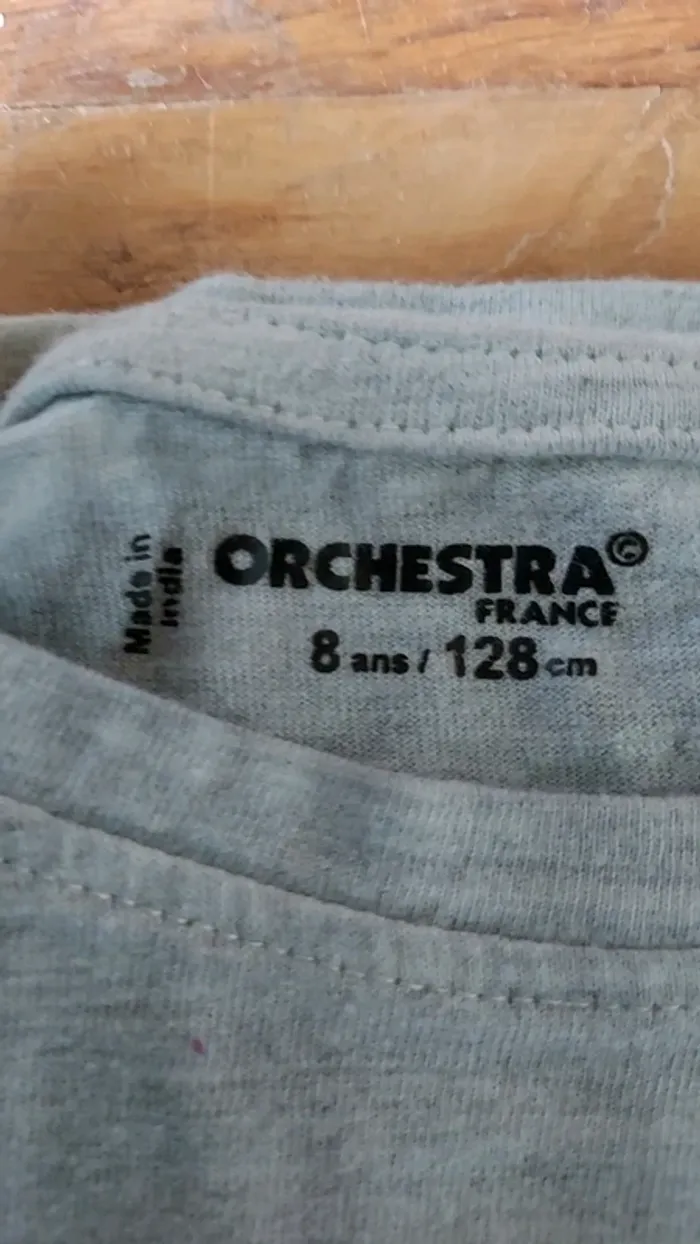 Made in
India
ORCHESTRA©
FRANCE
8 ans / 128 cm